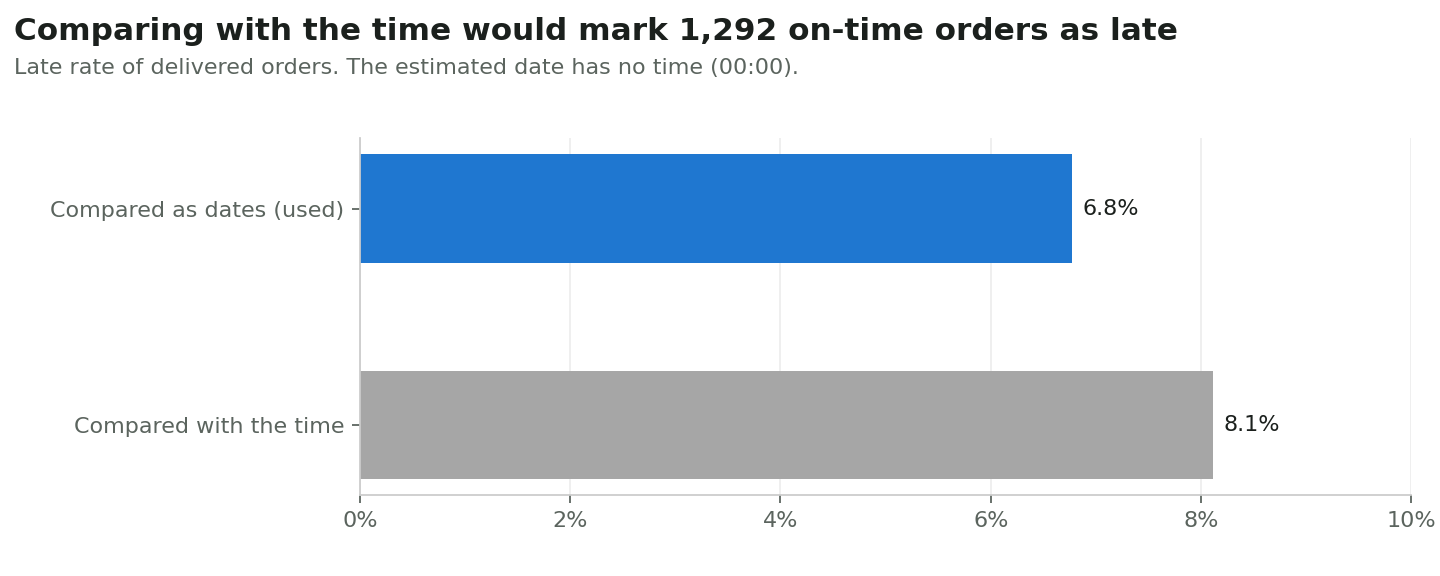 Comparing with the time would mark 1,292 on-time orders as late
Late rate of delivered orders. The estimated date has no time (00:00).
Compared as dates (used)
6.8%
Compared with the time
8.1%
0%
2%
4%
6%
8%
10%